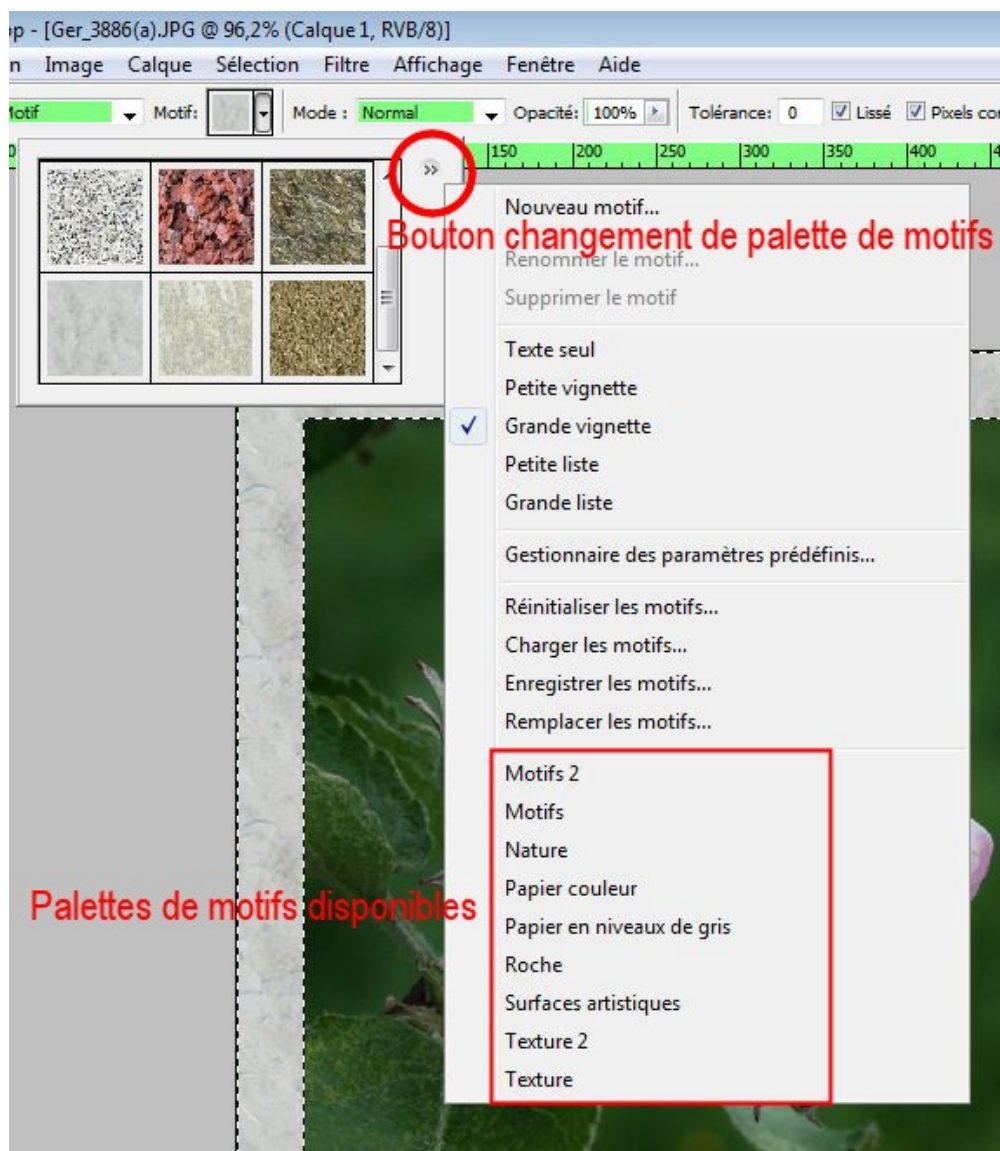 op - [Ger_3886(a).JPG @ 96,2% (Calque 1, RVB/8)]
n Image Calque Sélection Filtre Affichage Fenêtre Aide
Motif Motif: Mode : Normal Opacité: 100% Tolérance: 0 Lissé Pixels con
150 200 250 300 350 400
Nouveau motif...
Bouton changement de palette de motifs
Renommer le motif...
Supprimer le motif
Texte seul
Petite vignette
Grande vignette
Petite liste
Grande liste
Gestionnaire des paramètres prédéfinis...
Réinitialiser les motifs...
Charger les motifs...
Enregistrer les motifs...
Remplacer les motifs...
Motifs 2
Motifs
Nature
Papier couleur
Palettes de motifs disponibles
Papier en niveaux de gris
Roche
Surfaces artistiques
Texture 2
Texture